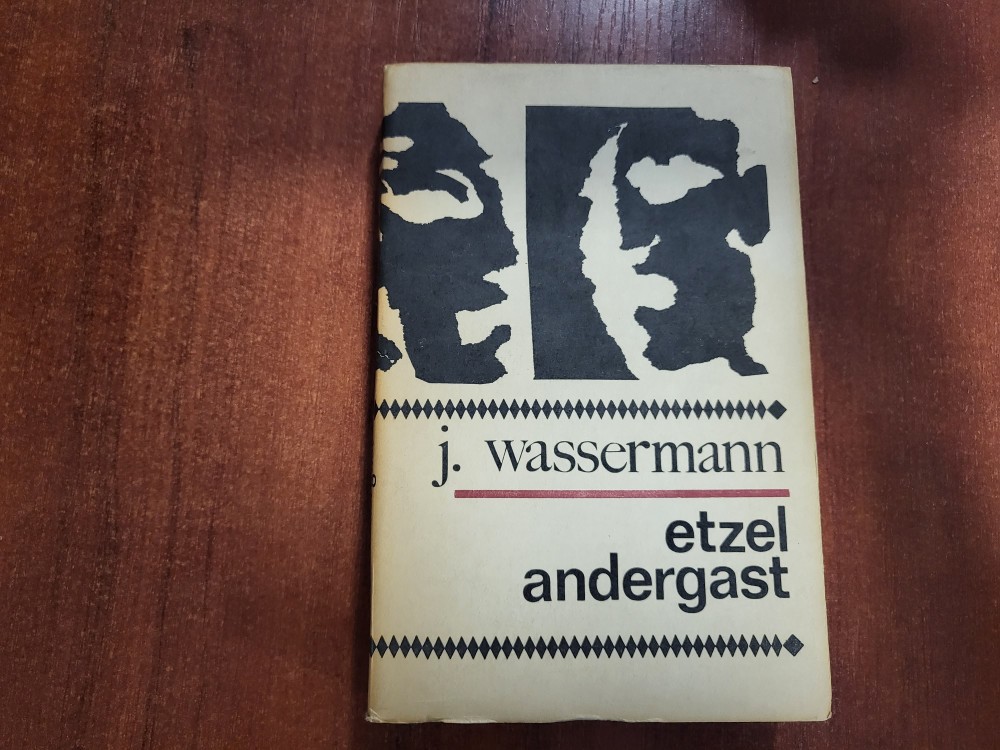 j. wassermann
etzel
andergast